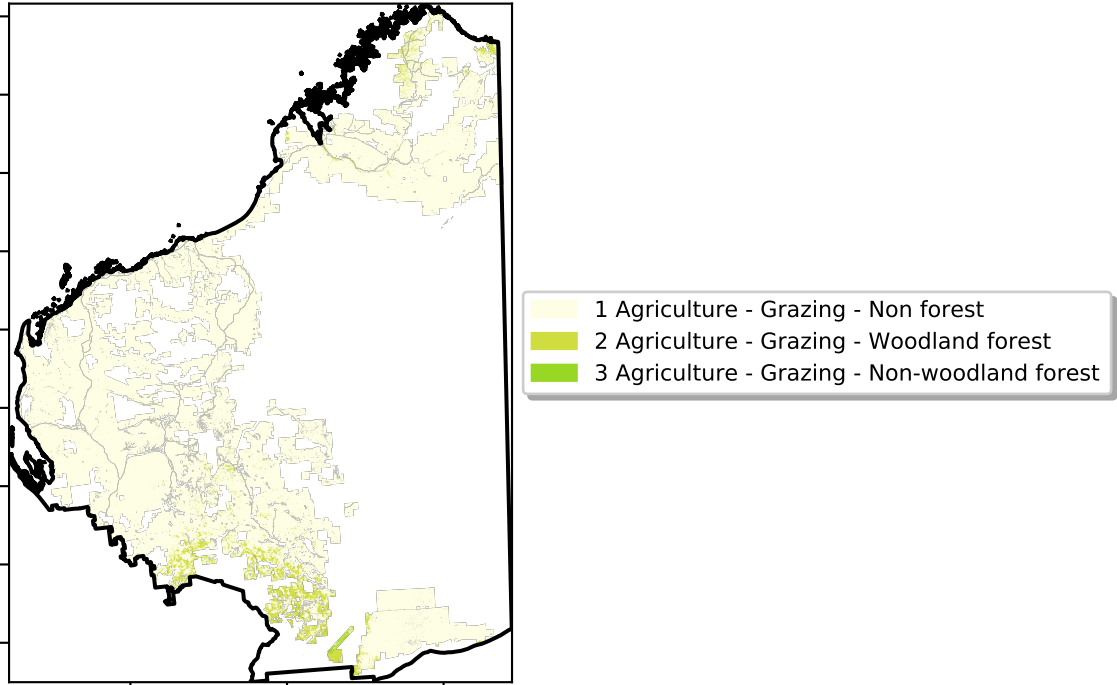 1 Agriculture - Grazing - Non forest
2 Agriculture - Grazing - Woodland forest
3 Agriculture - Grazing - Non-woodland forest